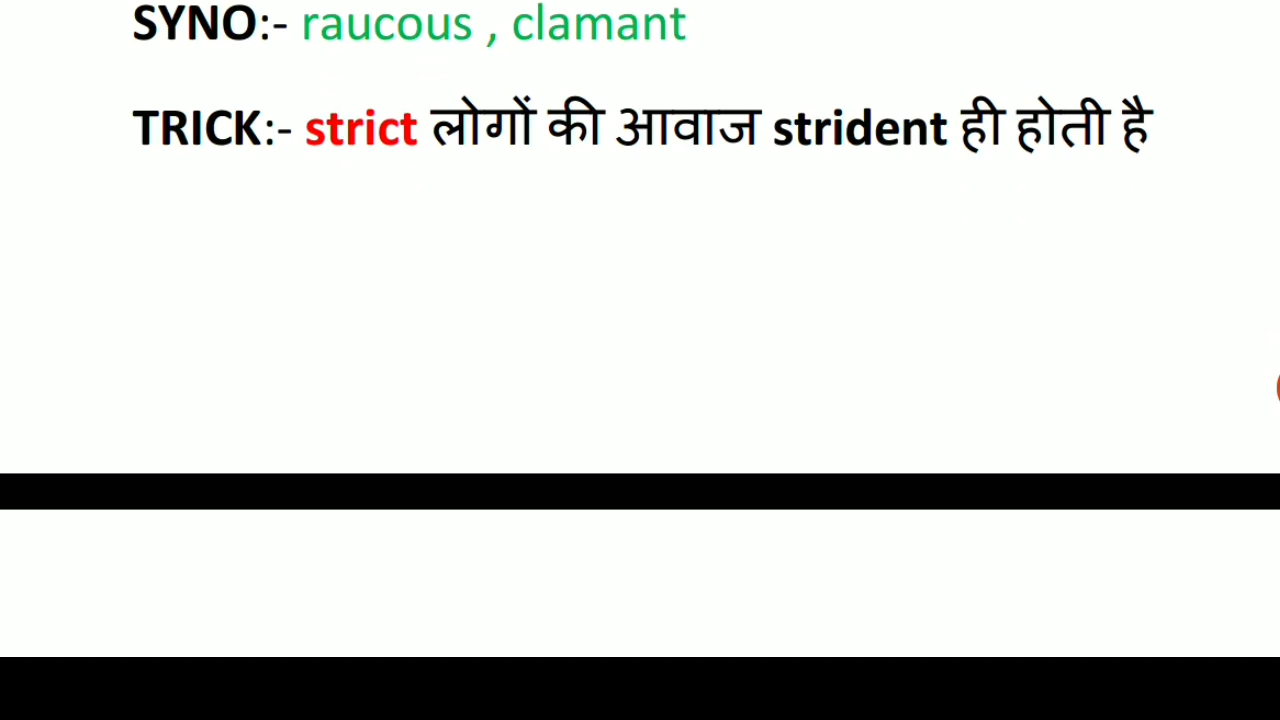 SYNO:- raucous , clamant
TRICK:- strict लोगों की आवाज strident ही होती है